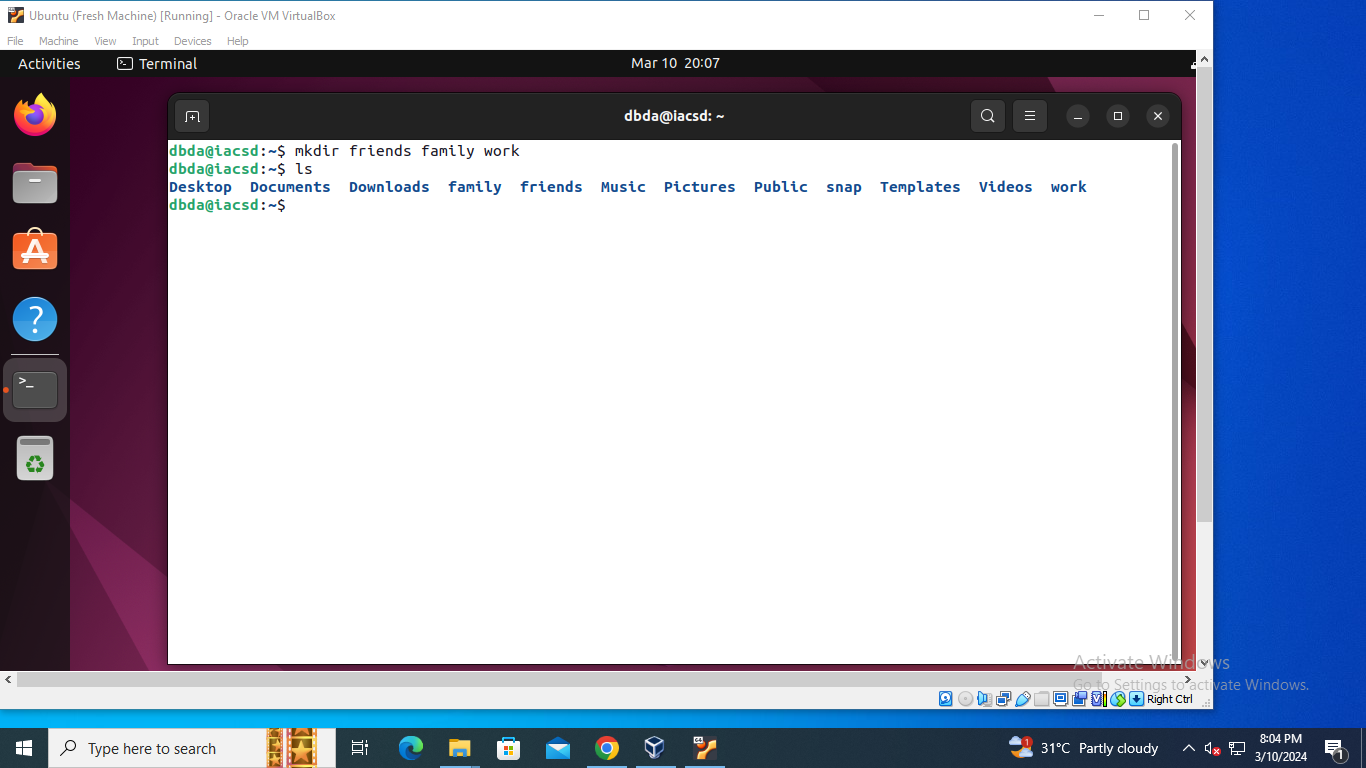 Ubuntu (Fresh Machine) [Running] - Oracle VM VirtualBox
File Machine View Input Devices Help
Activities Terminal Mar 10 20:07
dbda@iacsd: ~
dbda@iacsd:~$ mkdir friends family work
dbda@iacsd:~$ ls
Desktop Documents Downloads family friends Music Pictures Public snap Templates Videos work
dbda@iacsd:~$
Activate Windows
Go to Settings to activate Windows.
Right Ctrl
Type here to search
31°C Partly cloudy
8:04 PM
3/10/2024